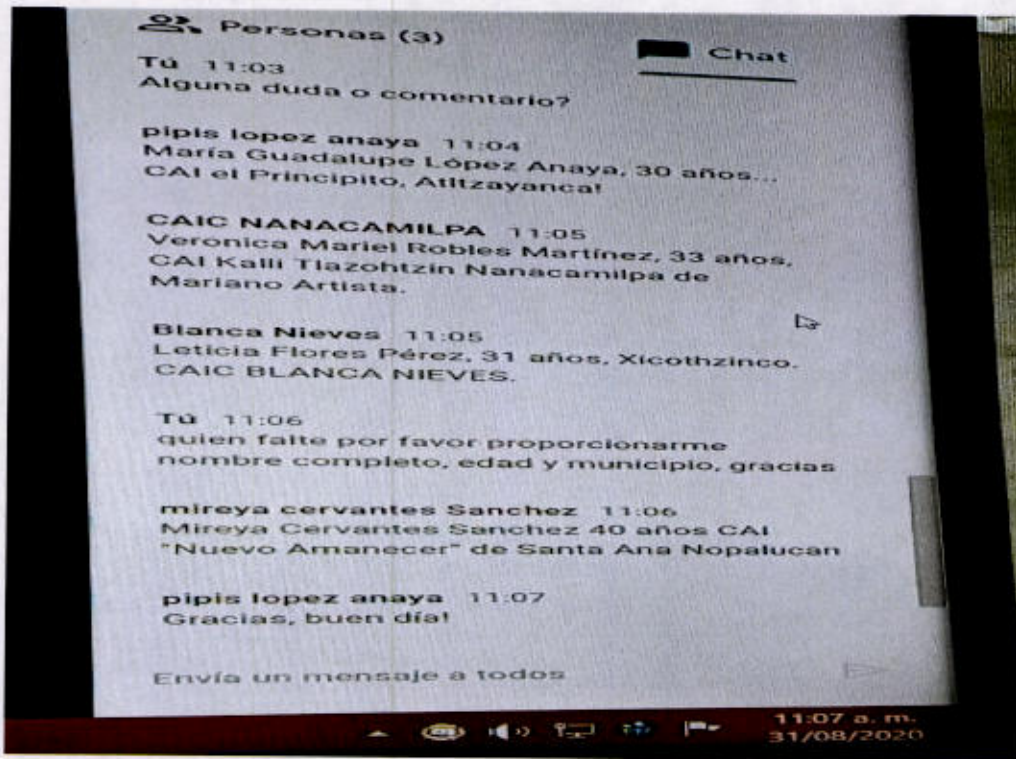 Personas (3)
Chat
Tú 11:03
Alguna duda o comentario?
pipis lopez anaya 11:04
María Guadalupe López Anaya, 30 años...
CAI el Principito, Atltzayanca!
CAIC NANACAMILPA 11:05
Veronica Mariel Robles Martínez, 33 años,
CAI Kalli Tlazohtzin Nanacamilpa de
Mariano Artista.
Blanca Nieves 11:05
Leticia Flores Pérez, 31 años, Xicothzinco.
CAIC BLANCA NIEVES.
Tú 11:06
quien falte por favor proporcionarme
nombre completo, edad y municipio, gracias
mireya cervantes Sanchez 11:06
Mireya Cervantes Sanchez 40 años CAI
"Nuevo Amanecer" de Santa Ana Nopalucan
pipis lopez anaya 11:07
Gracias, buen día!
Envía un mensaje a todos
11:07 a. m.
31/08/2020